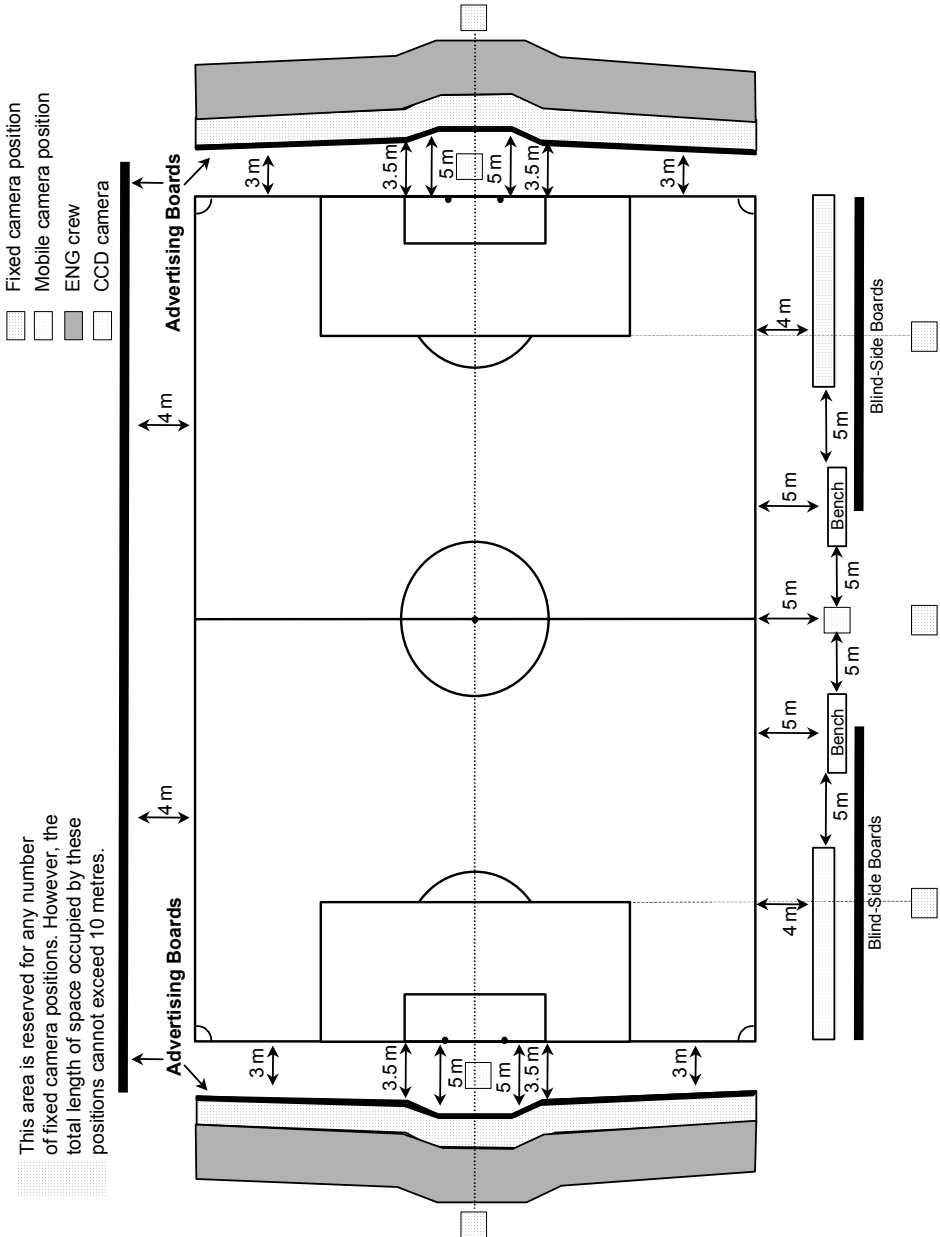 This area is reserved for any number
of fixed camera positions. However, the
total length of space occupied by these
positions cannot exceed 10 metres.
Fixed camera position
Mobile camera position
ENG crew
CCD camera
4 m
4 m
Advertising Boards
Advertising Boards
3 m
3.5 m
5 m
5 m
3.5 m
3 m
3 m
3.5 m
5 m
5 m
3.5 m
3 m
4 m
5 m
5 m
5 m
4 m
5 m
Bench
5 m
5 m
Bench
5 m
Blind-Side Boards
Blind-Side Boards